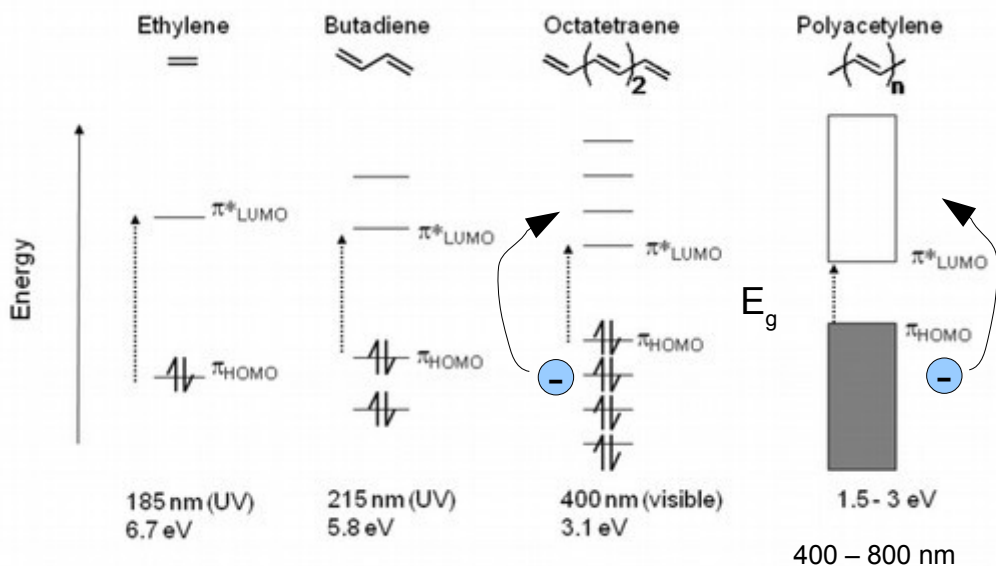 Ethylene
Butadiene
Octatetraene
Polyacetylene
2
n
Energy
π*LUMO
π*LUMO
π*LUMO
π*LUMO
Eg
πHOMO
πHOMO
πHOMO
πHOMO
-
-
185 nm (UV)
6.7 eV
215 nm (UV)
5.8 eV
400 nm (visible)
3.1 eV
1.5 - 3 eV
400 – 800 nm